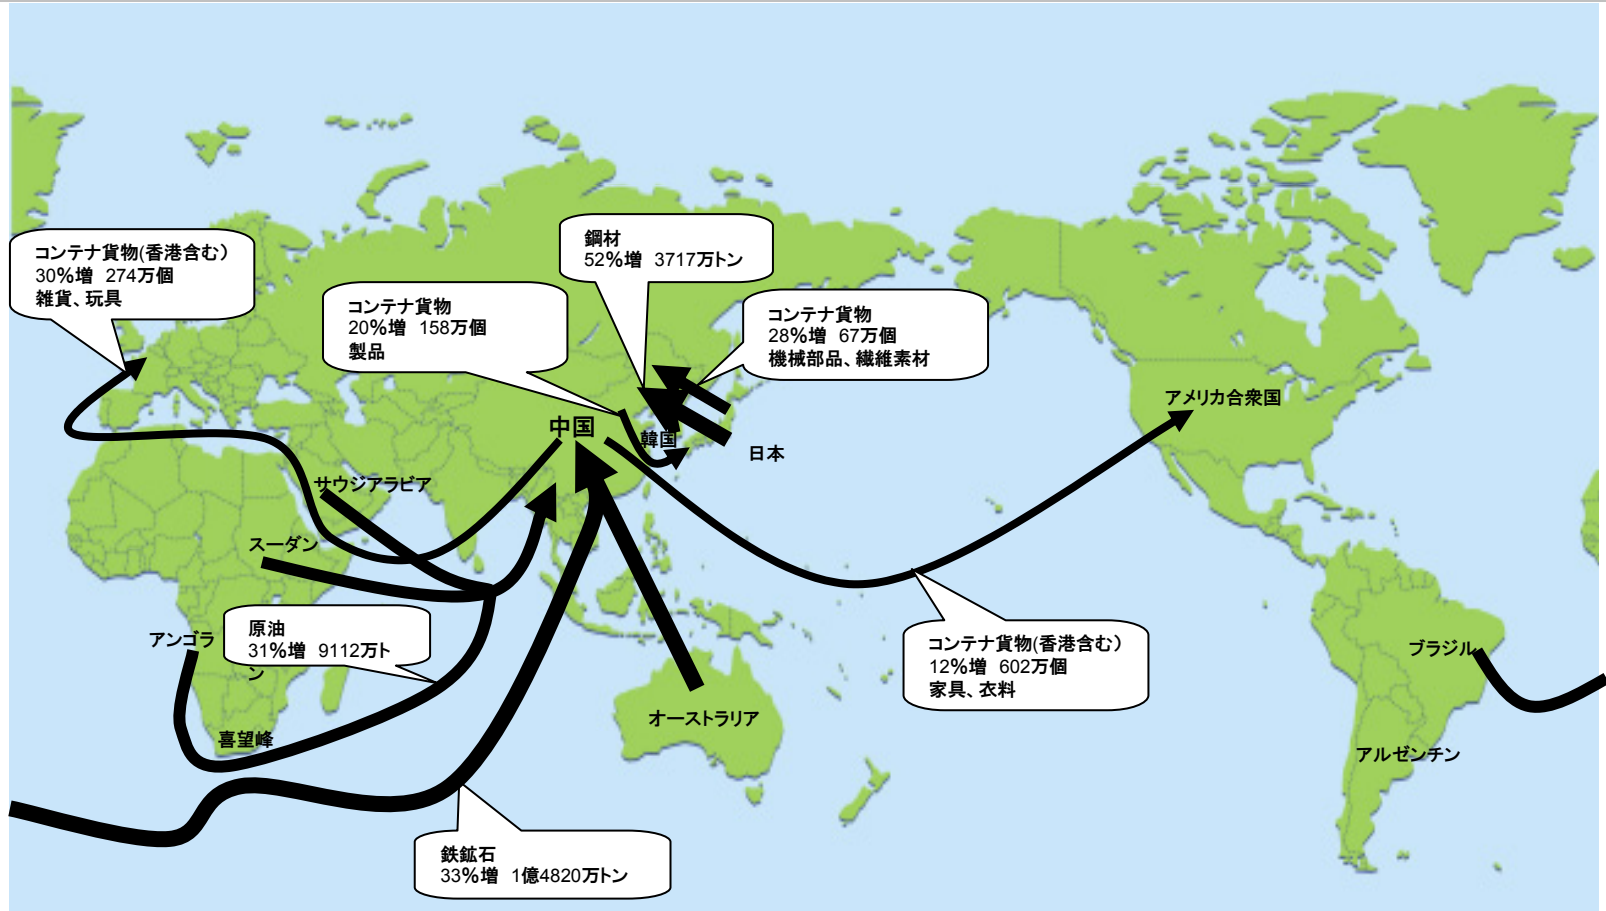 鋼材
52%増 3717万トン
コンテナ貨物(香港含む)
30%増 274万個
雑貨、玩具
コンテナ貨物
20%増 158万個
製品
コンテナ貨物
28%増 67万個
機械部品、繊維素材
アメリカ合衆国
中国
韓国
日本
サウジアラビア
スーダン
原油
31%増 9112万ト
ン
アンゴラ
コンテナ貨物(香港含む)
12%増 602万個
家具、衣料
ブラジル
オーストラリア
喜望峰
アルゼンチン
鉄鉱石
33%増 1億4820万トン